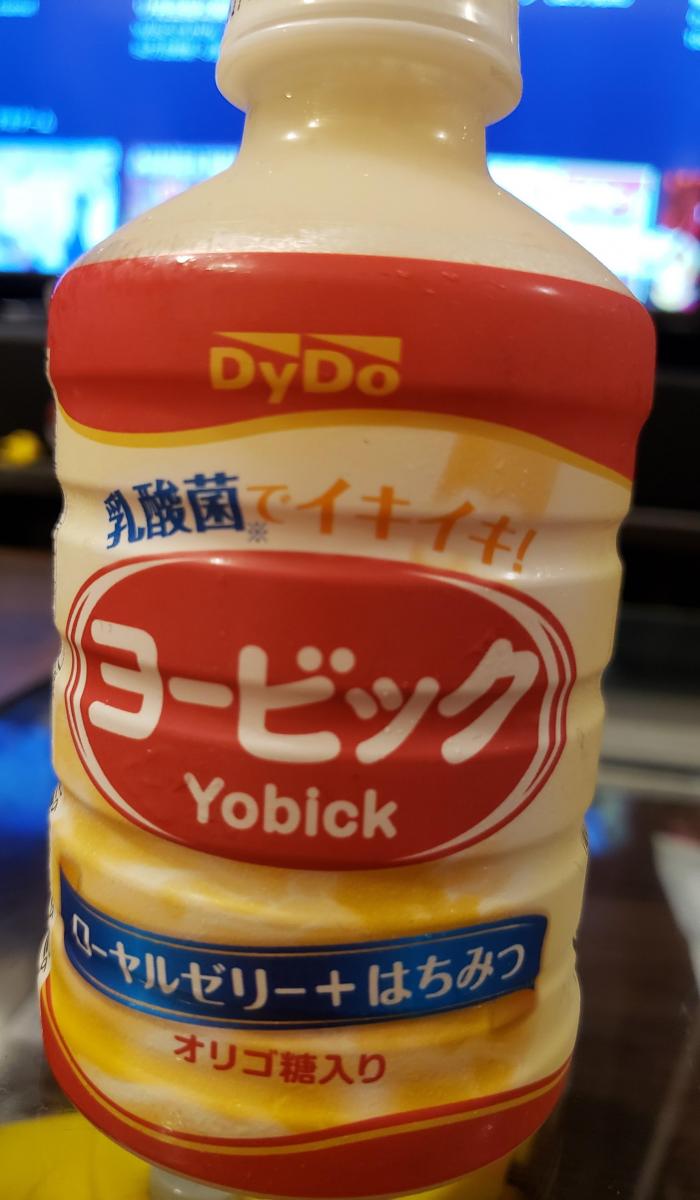 DyDo
乳酸菌※でイキイキ!
ヨービック
Yobick
ローヤルゼリー+はちみつ
オリゴ糖入り